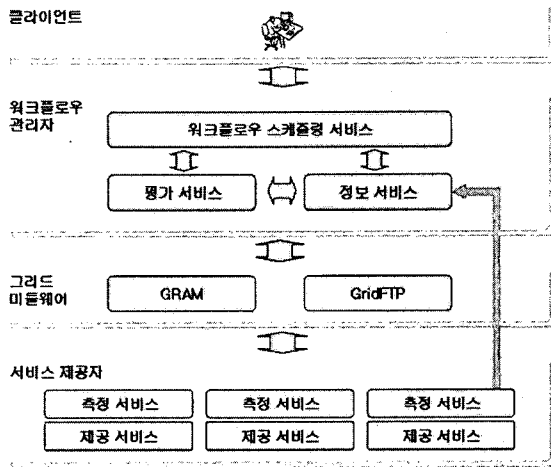 클라이언트
워크플로우
관리자
워크플로우 스케줄링 서비스
평가 서비스
정보 서비스
그리드
미들웨어
GRAM
GridFTP
서비스 제공자
측정 서비스
측정 서비스
측정 서비스
제공 서비스
제공 서비스
제공 서비스